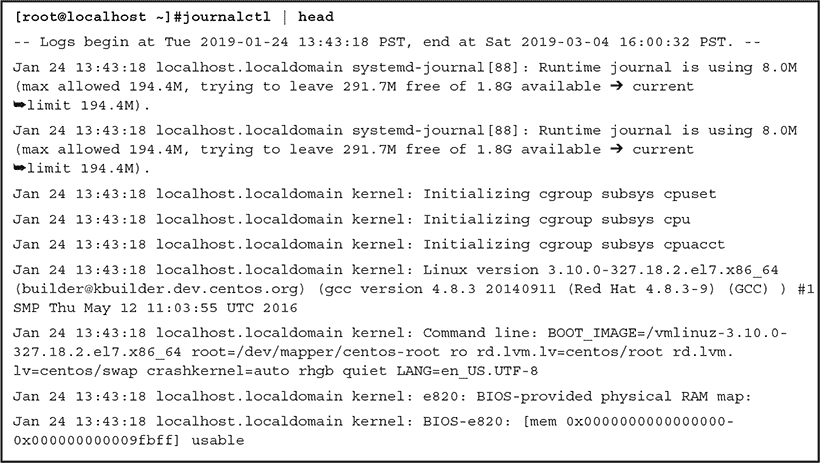 [root@localhost ~]#journalctl | head
-- Logs begin at Tue 2019-01-24 13:43:18 PST, end at Sat 2019-03-04 16:00:32 PST. --
Jan 24 13:43:18 localhost.localdomain systemd-journal[88]: Runtime journal is using 8.0M
(max allowed 194.4M, trying to leave 291.7M free of 1.8G available ➔ current
➥limit 194.4M).
Jan 24 13:43:18 localhost.localdomain systemd-journal[88]: Runtime journal is using 8.0M
(max allowed 194.4M, trying to leave 291.7M free of 1.8G available ➔ current
➥limit 194.4M).
Jan 24 13:43:18 localhost.localdomain kernel: Initializing cgroup subsys cpuset
Jan 24 13:43:18 localhost.localdomain kernel: Initializing cgroup subsys cpu
Jan 24 13:43:18 localhost.localdomain kernel: Initializing cgroup subsys cpuacct
Jan 24 13:43:18 localhost.localdomain kernel: Linux version 3.10.0-327.18.2.el7.x86_64
(builder@kbuilder.dev.centos.org) (gcc version 4.8.3 20140911 (Red Hat 4.8.3-9) (GCC) ) #1
SMP Thu May 12 11:03:55 UTC 2016
Jan 24 13:43:18 localhost.localdomain kernel: Command line: BOOT_IMAGE=/vmlinuz-3.10.0-
327.18.2.el7.x86_64 root=/dev/mapper/centos-root ro rd.lvm.lv=centos/root rd.lvm.
lv=centos/swap crashkernel=auto rhgb quiet LANG=en_US.UTF-8
Jan 24 13:43:18 localhost.localdomain kernel: e820: BIOS-provided physical RAM map:
Jan 24 13:43:18 localhost.localdomain kernel: BIOS-e820: [mem 0x0000000000000000-
0x000000000009fbff] usable